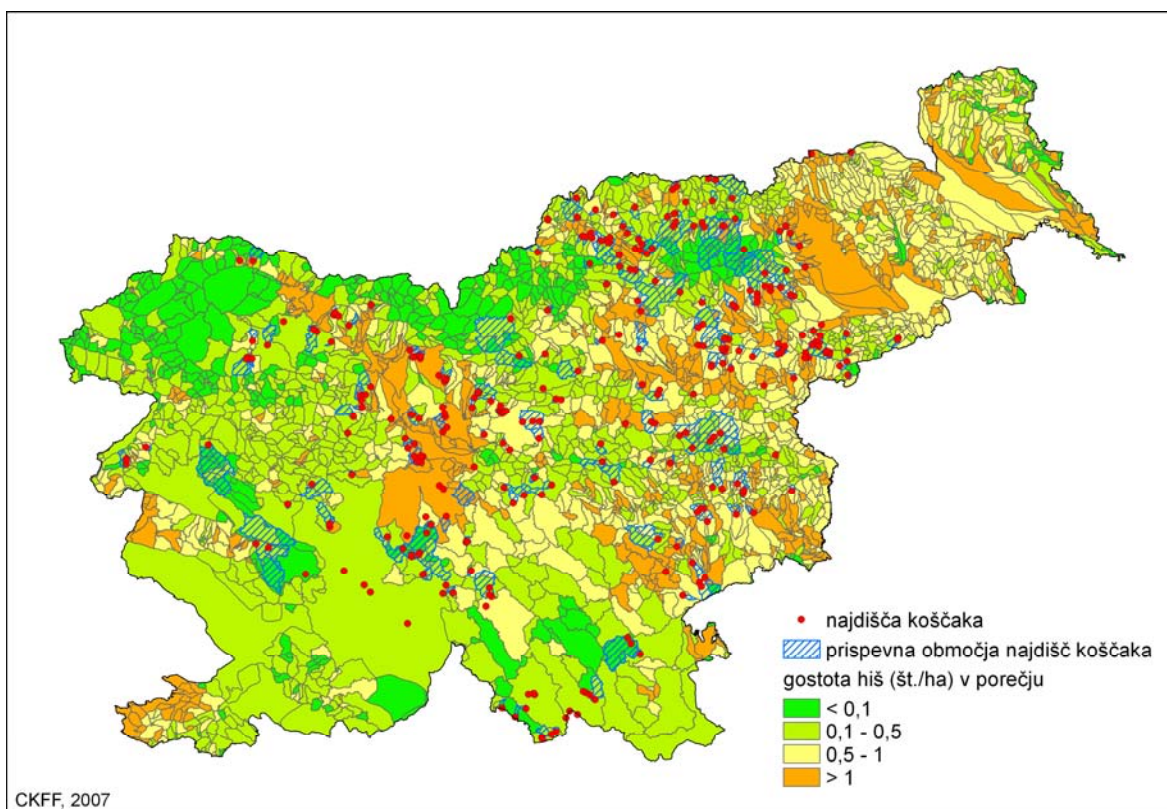 najdišča koščaka
prispevna območja najdišč koščaka
gostota hiš (št./ha) v porečju
< 0,1
0,1 - 0,5
0,5 - 1
> 1
CKFF, 2007